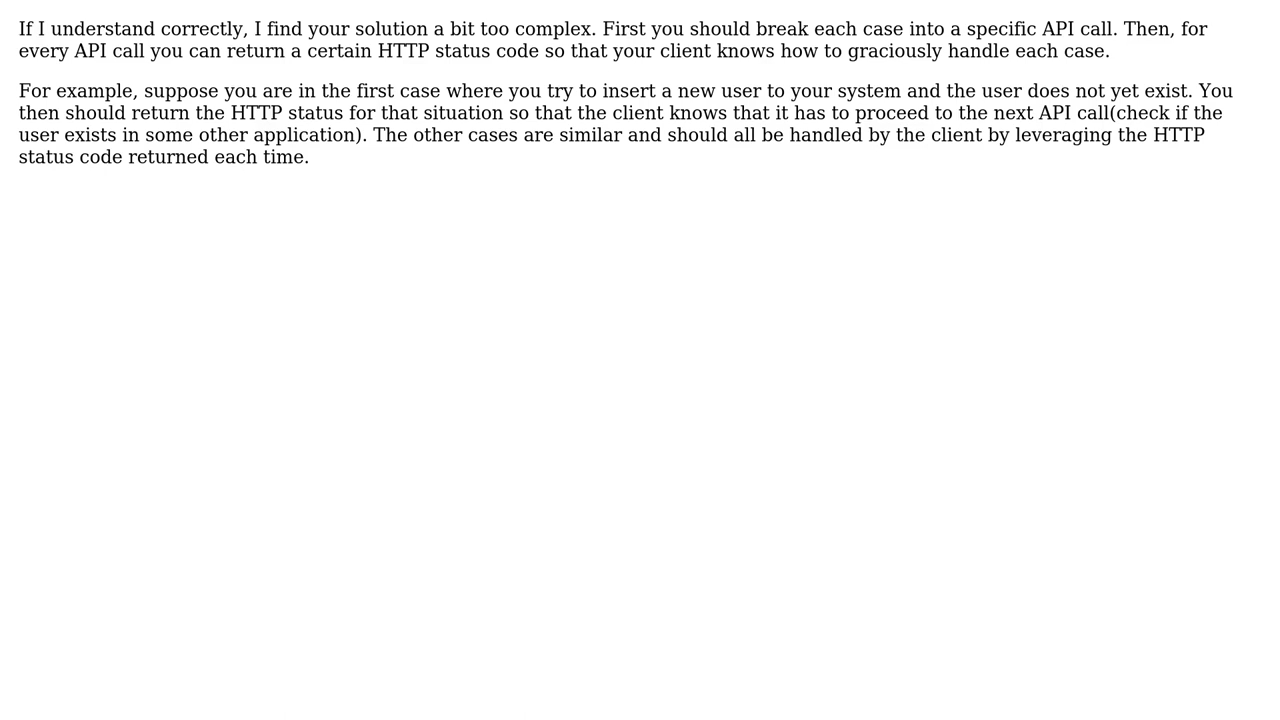 If I understand correctly, I find your solution a bit too complex. First you should break each case into a specific API call. Then, for
every API call you can return a certain HTTP status code so that your client knows how to graciously handle each case.
For example, suppose you are in the first case where you try to insert a new user to your system and the user does not yet exist. You
then should return the HTTP status for that situation so that the client knows that it has to proceed to the next API call(check if the
user exists in some other application). The other cases are similar and should all be handled by the client by leveraging the HTTP
status code returned each time.